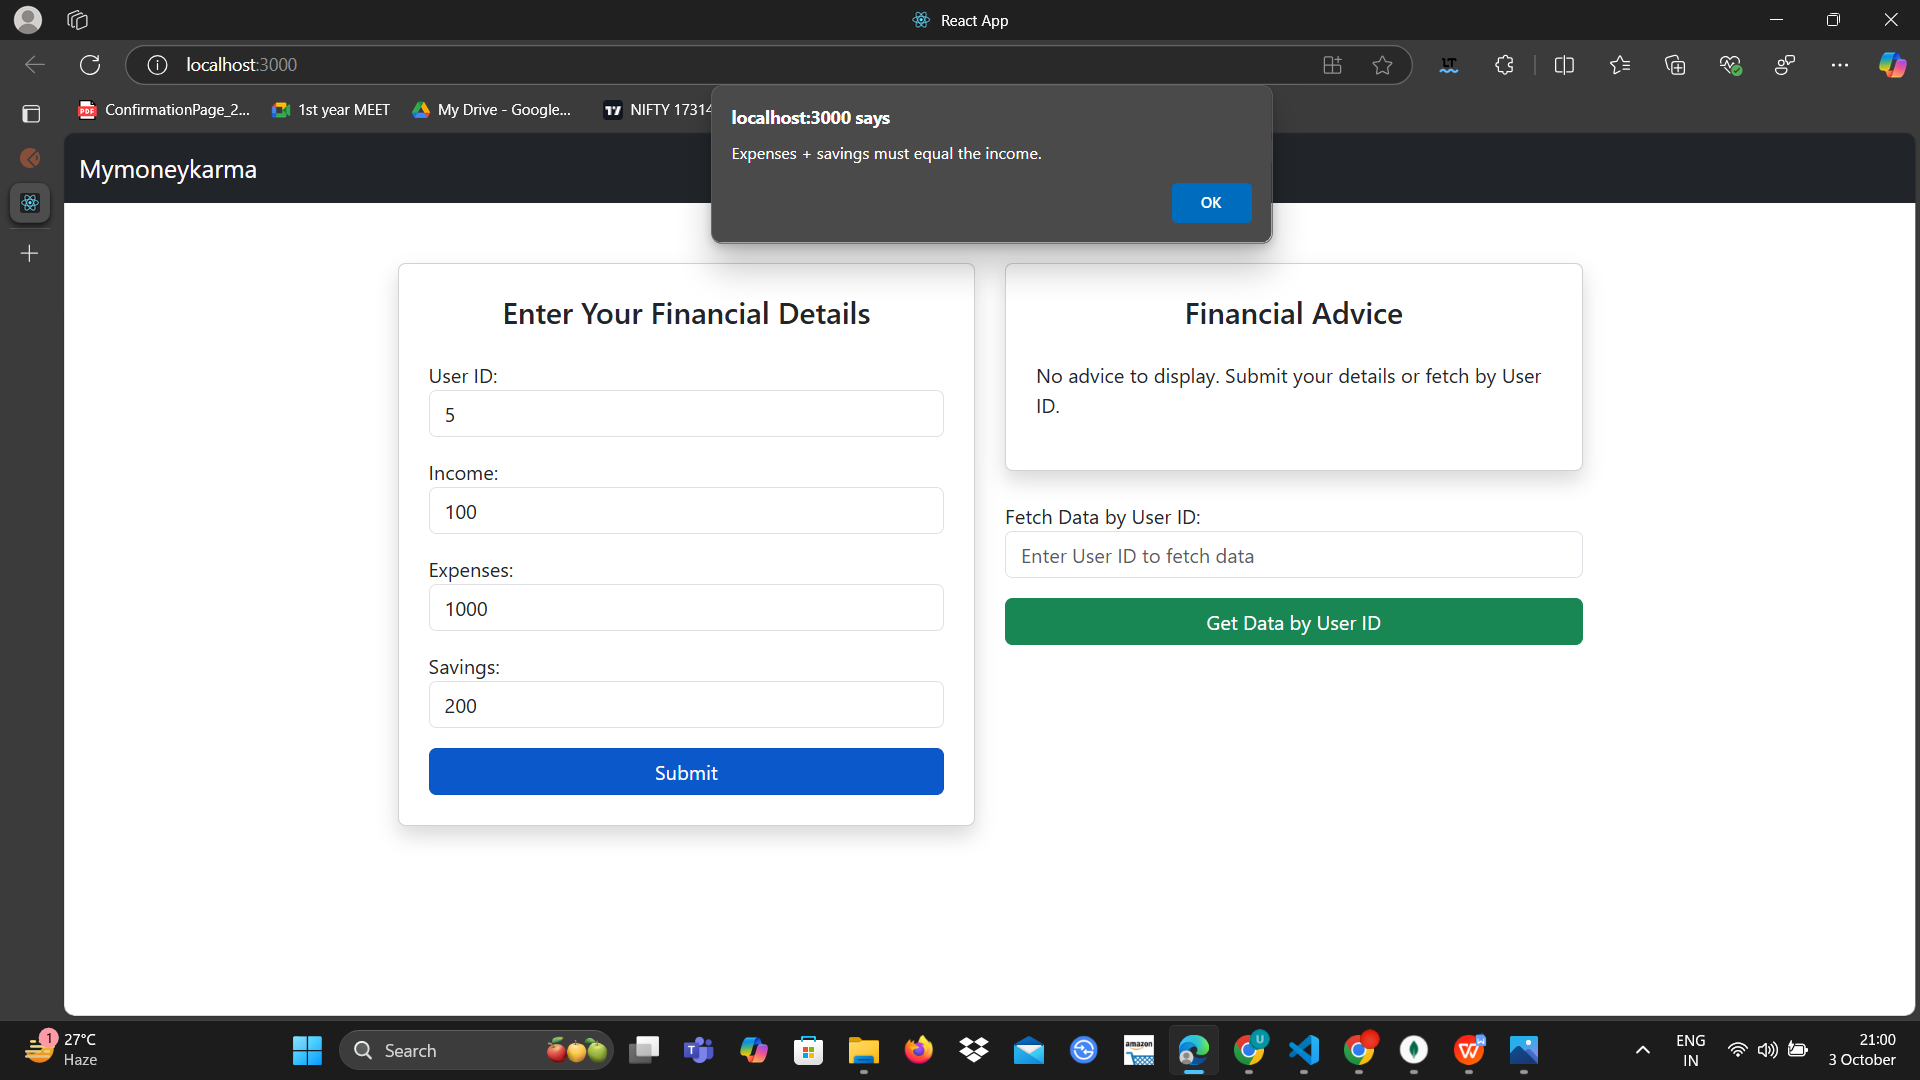 React App
localhost:3000
ConfirmationPage_2...
1st year MEET
My Drive - Google...
NIFTY 17314
localhost:3000 says
Expenses + savings must equal the income.
OK
Mymoneykarma
Enter Your Financial Details
User ID:
5
Income:
100
Expenses:
1000
Savings:
200
Submit
Financial Advice
No advice to display. Submit your details or fetch by User
ID.
Fetch Data by User ID:
Enter User ID to fetch data
Get Data by User ID
1
27°C
Haze
Search
amazon
U
ENG
IN
21:00
3 October